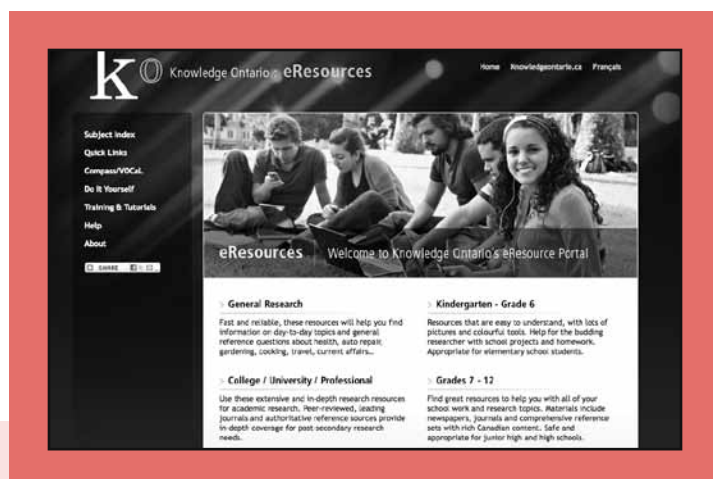 kO Knowledge Ontario's eResources
Home Knowledgeontario.ca Français
Subject Index
Quick Links
Compass/VOCaL
Do It Yourself
Training & Tutorials
Help
About
SHARE
eResources Welcome to Knowledge Ontario's eResource Portal
> General Research
Fast and reliable, these resources will help you find
information on day-to-day topics and general
reference questions about health, auto repair,
gardening, cooking, travel, current affairs...
> Kindergarten - Grade 6
Resources that are easy to understand, with lots of
pictures and colourful tools. Help for the budding
researcher with school projects and homework.
Appropriate for elementary school students.
> College / University / Professional
Use these extensive and in-depth research resources
for academic research. Peer-reviewed, leading
journals and authoritative reference sources provide
in-depth coverage for post secondary research
needs.
> Grades 7 - 12
Find great resources to help you with all of your
school work and research topics. Materials include
newspapers, journals and comprehensive reference
sets with rich Canadian content. Safe and
appropriate for junior high and high schools.